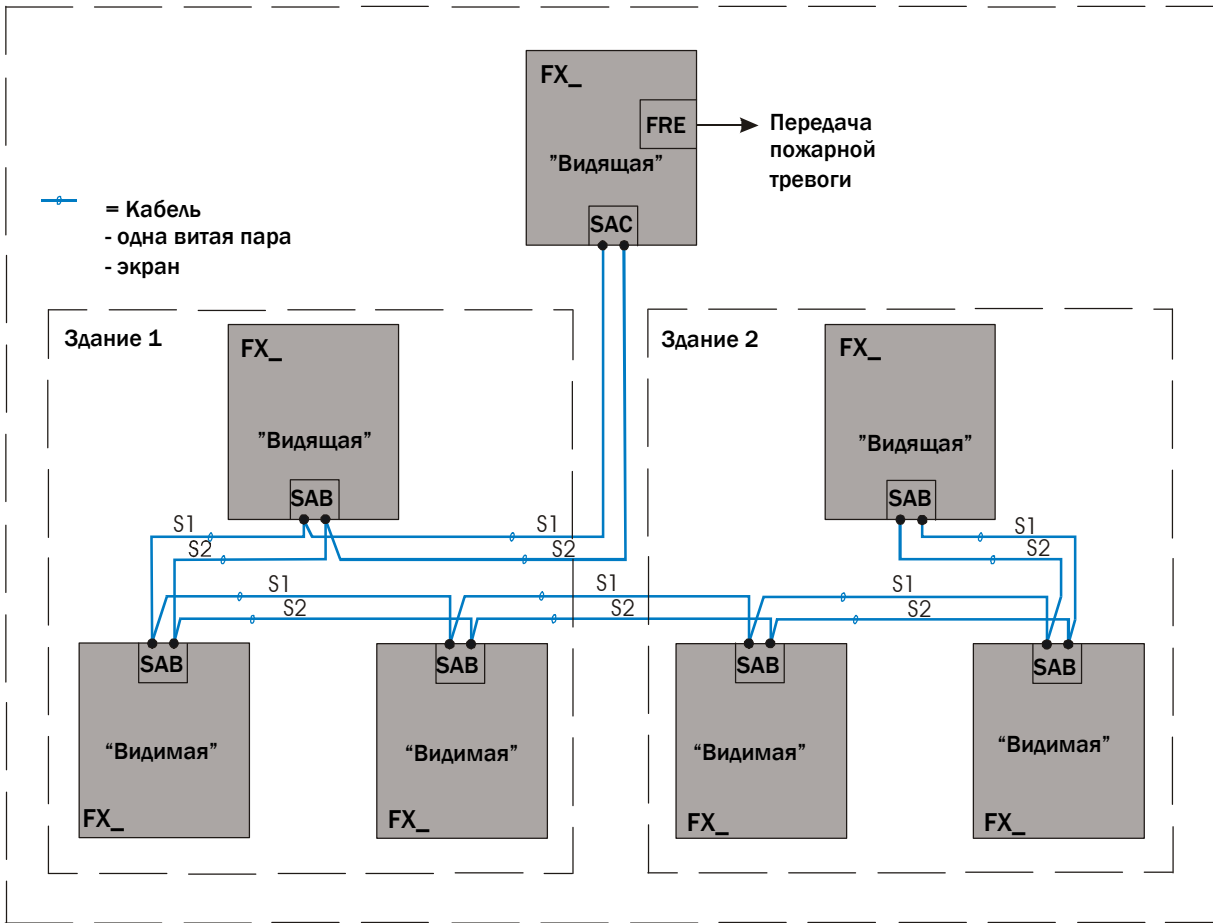 FX_
FRE
"Видящая"
SAC
Передача
пожарной
тревоги
= Кабель
- одна витая пара
- экран
Здание 1
FX_
"Видящая"
SAB
S1
S1
S2
S2
S1
S2
SAB
"Видимая"
FX_
SAB
"Видимая"
FX_
S1
S2
Здание 2
FX_
"Видящая"
SAB
S1
S2
S1
S2
SAB
"Видимая"
FX_
SAB
"Видимая"
FX_